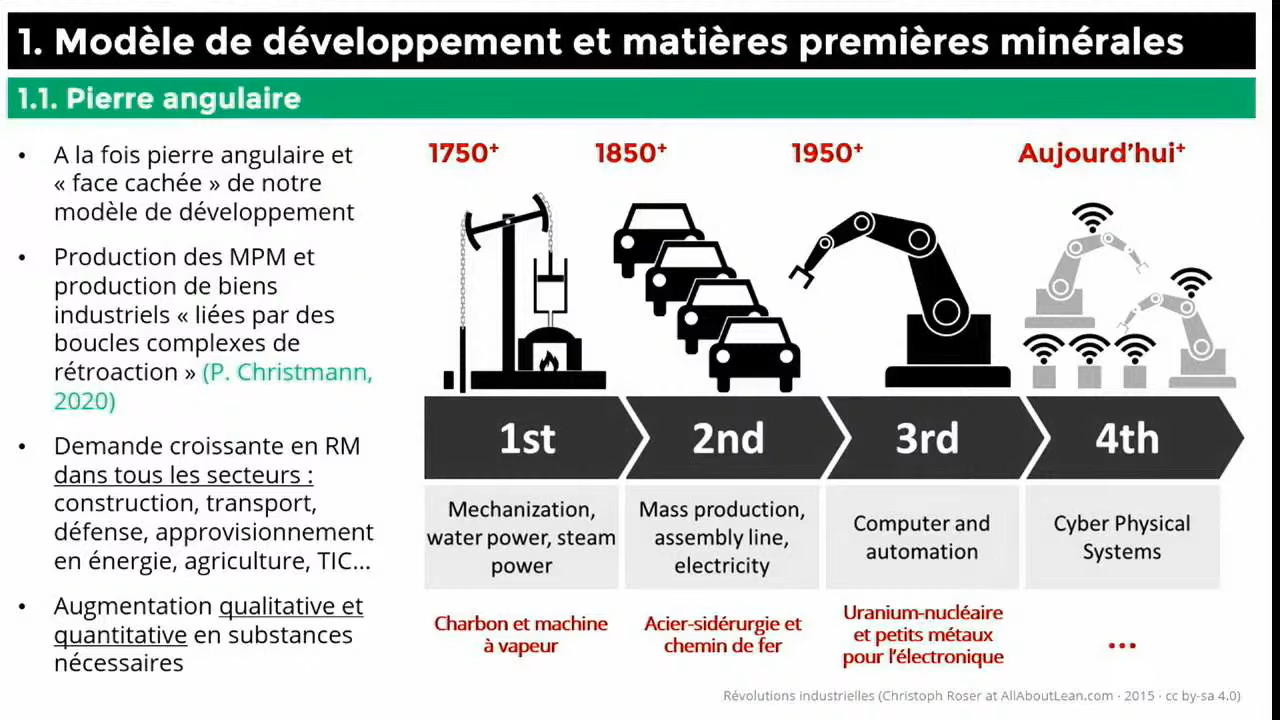 1. Modèle de développement et matières premières minérales
1.1. Pierre angulaire
• A la fois pierre angulaire et
« face cachée » de notre
modèle de développement
• Production des MPM et
production de biens
industriels « liées par des
boucles complexes de
rétroaction » (P. Christmann,
2020)
• Demande croissante en RM
dans tous les secteurs :
construction, transport,
défense, approvisionnement
en énergie, agriculture, TIC...
• Augmentation qualitative et
quantitative en substances
nécessaires
1750+
1850+
1950+
Aujourd’hui+
1st
2nd
3rd
4th
Mechanization,
water power, steam
power
Mass production,
assembly line,
electricity
Computer and
automation
Cyber Physical
Systems
Charbon et machine
à vapeur
Acier-sidérurgie et
chemin de fer
Uranium-nucléaire
et petits métaux
pour l’électronique
...
Révolutions industrielles (Christoph Roser at AllAboutLean.com · 2015 · cc by-sa 4.0)